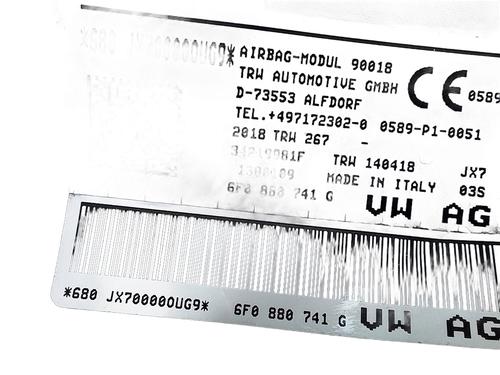 *680 JX700000UG9*
AIRBAG-MODUL 90018
TRW AUTOMOTIVE GMBH CE 0589
D-73553 ALFDORF
TEL.+497172302-0 0589-P1-0051
2018 TRW 267 -
TRW 140418 JX7
MADE IN ITALY 03S
6F0 880 741 G VW AG
*680 JX700000UG9* 6F0 880 741 G VW AG